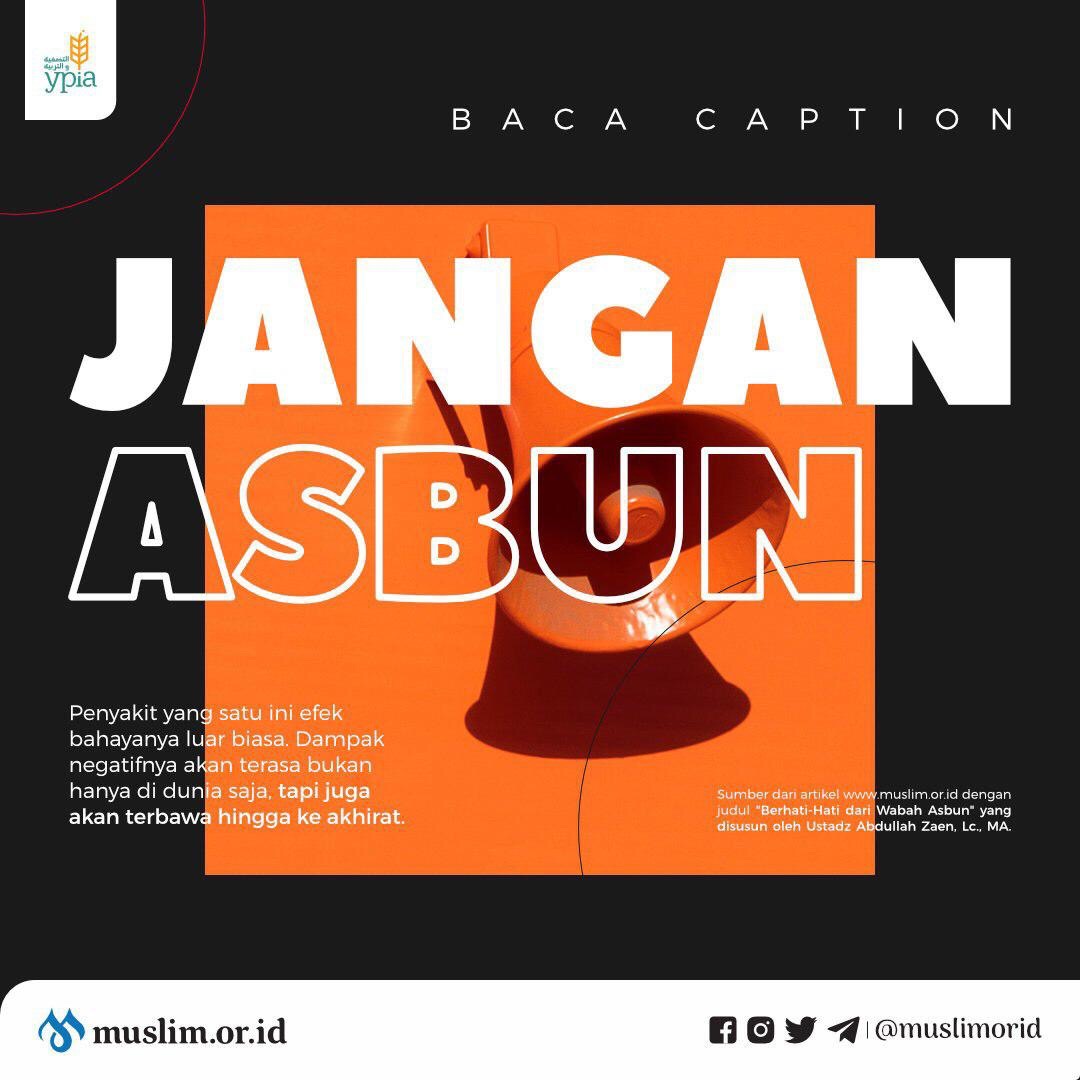 التصفية
و التربية
ypia
BACA CAPTION
JANGAN
ASBUN
Penyakit yang satu ini efek
bahayanya luar biasa. Dampak
negatifnya akan terasa bukan
hanya di dunia saja, tapi juga
akan terbawa hingga ke akhirat.
Sumber dari artikel www.muslim.or.id dengan
judul "Berhati-Hati dari Wabah Asbun" yang
disusun oleh Ustadz Abdullah Zaen, Lc., MA.
muslim.or.id
@muslimorid